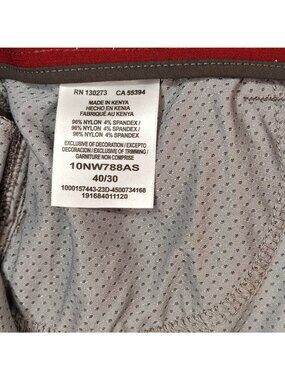 RN 130273 CA 55394
MADE IN KENYA
HECHO EN KENIA
FABRIQUÉ AU KENYA
96% NYLON 4% SPANDEX/
96% NYLON 4% SPANDEX/
96% NYLON 4% SPANDEX
EXCLUSIVE OF DECORATION / EXCEPTO
DECORACION / EXCLUSIVE OF TRIMMING /
GARNITURE NON COMPRISE
10NW788AS
40/30
1000157443-23D-4500734168
191684011120